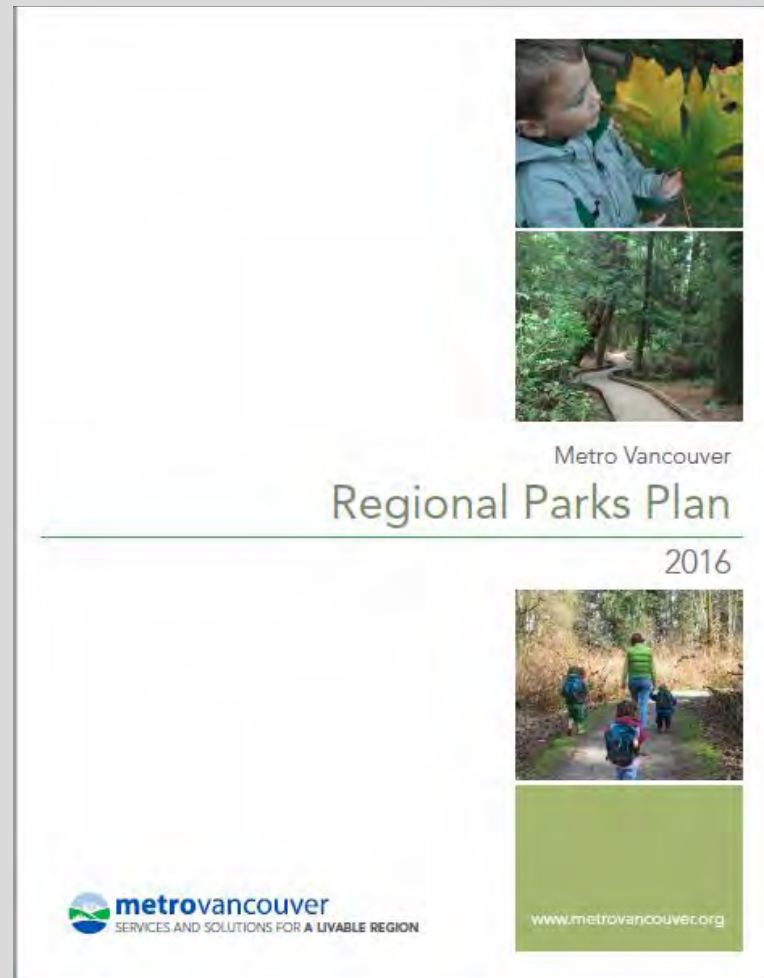 Metro Vancouver
Regional Parks Plan
2016
metrovancouver
SERVICES AND SOLUTIONS FOR A LIVABLE REGION
www.metrovancouver.org